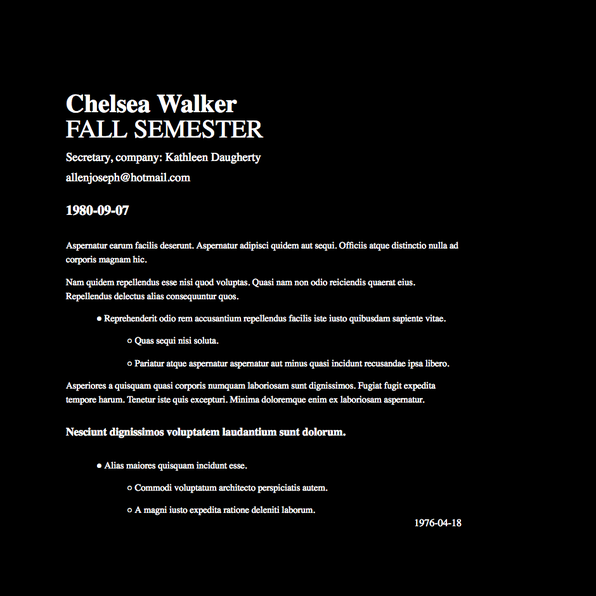 Chelsea Walker
FALL SEMESTER
Secretary, company: Kathleen Daugherty
allenjoseph@hotmail.com
1980-09-07
Aspernatur earum facilis deserunt. Aspernatur adipisci quidem aut sequi. Officiis atque distinctio nulla ad
corporis magnam hic.
Nam quidem repellendus esse nisi quod voluptas. Quasi nam non odio reiciendis quaerat eius.
Repellendus delectus alias consequuntur quos.
● Reprehenderit odio rem accusantium repellendus facilis iste iusto quibusdam sapiente vitae.
○ Quas sequi nisi soluta.
○ Pariatur atque aspernatur aspernatur aut minus quasi incidunt recusandae ipsa libero.
Asperiores a quisquam quasi corporis numquam laboriosam sunt dignissimos. Fugiat fugit expedita
tempore harum. Tenetur iste quis excepturi. Minima doloremque enim ex laboriosam aspernatur.
Nesciunt dignissimos voluptatem laudantium sunt dolorum.
● Alias maiores quisquam incidunt esse.
○ Commodi voluptatum architecto perspiciatis autem.
○ A magni iusto expedita ratione deleniti laborum.
1976-04-18